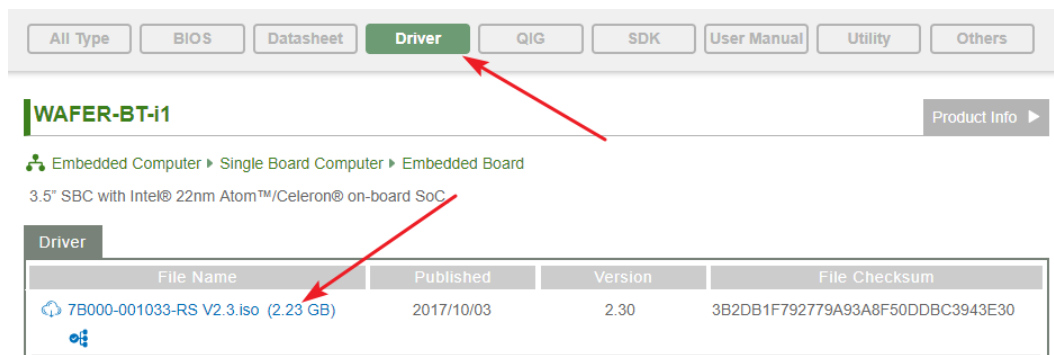 All Type BIOS Datasheet Driver QIG SDK User Manual Utility Others
WAFER-BT-i1
Product Info
Embedded Computer Single Board Computer Embedded Board
3.5" SBC with Intel® 22nm Atom™/Celeron® on-board SoC
Driver
File Name Published Version File Checksum
7B000-001033-RS V2.3.iso (2.23 GB) 2017/10/03 2.30 3B2DB1F792779A93A8F50DDBC3943E30